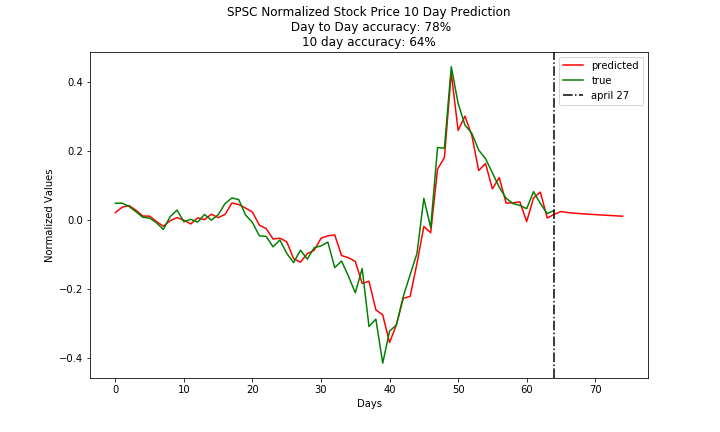 SPSC Normalized Stock Price 10 Day Prediction
Day to Day accuracy: 78%
10 day accuracy: 64%
predicted
true
april 27
Normalized Values
0.4
0.2
0.0
−0.2
−0.4
0 10 20 30 40 50 60 70
Days